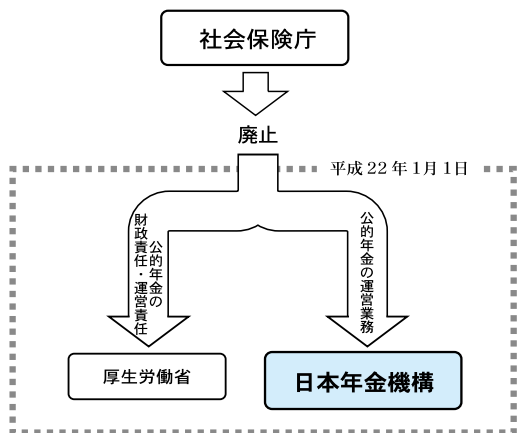 社会保険庁
廃止
平成 22 年 1月 1日
公的年金の
財政責任・運営責任
公的年金の運営業務
厚生労働省
日本年金機構